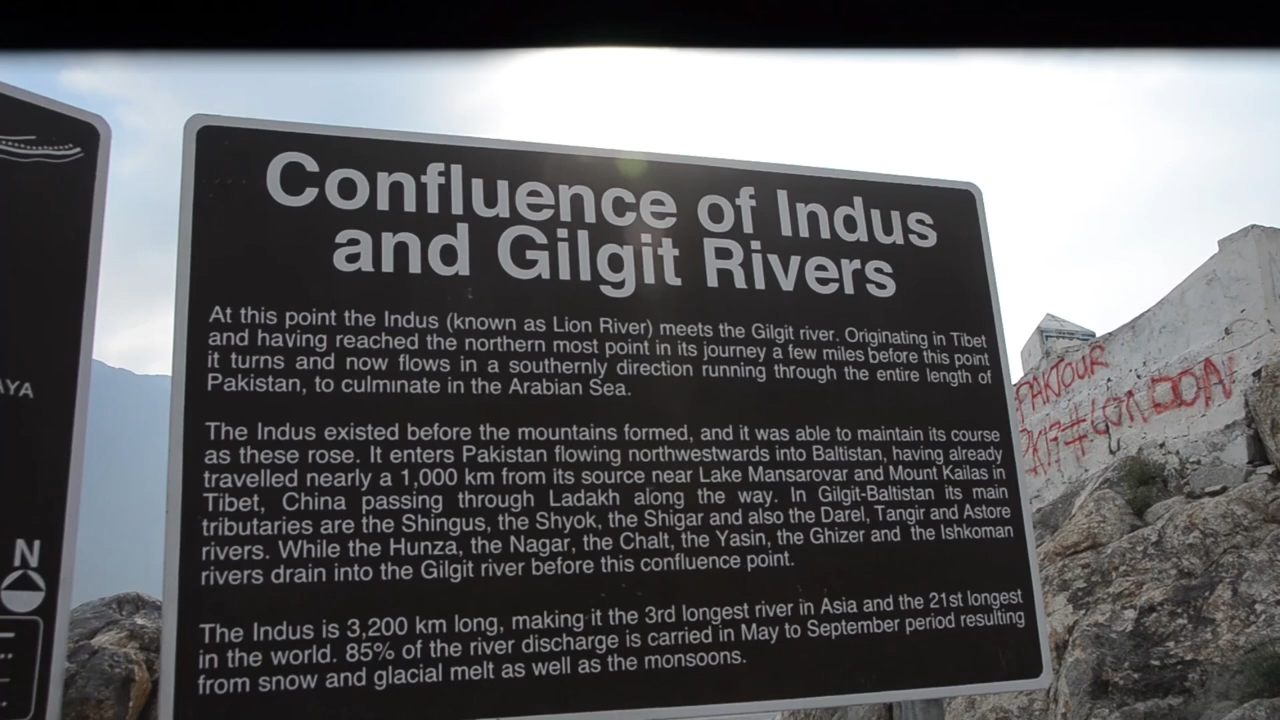 Confluence of Indus
and Gilgit Rivers
At this point the Indus (known as Lion River) meets the Gilgit river. Originating in Tibet
and having reached the northern most point in its journey a few miles before this point
it turns and now flows in a southernly direction running through the entire length of
Pakistan, to culminate in the Arabian Sea.
The Indus existed before the mountains formed, and it was able to maintain its course
as these rose. It enters Pakistan flowing northwestwards into Baltistan, having already
travelled nearly a 1,000 km from its source near Lake Mansarovar and Mount Kailas in
Tibet, China passing through Ladakh along the way. In Gilgit-Baltistan its main
tributaries are the Shingus, the Shyok, the Shigar and also the Darel, Tangir and Astore
rivers. While the Hunza, the Nagar, the Chalt, the Yasin, the Ghizer and the Ishkoman
rivers drain into the Gilgit river before this confluence point.
The Indus is 3,200 km long, making it the 3rd longest river in Asia and the 21st longest
in the world. 85% of the river discharge is carried in May to September period resulting
from snow and glacial melt as well as the monsoons.
AYA
N
PAKTOUR
2K17#LONDON